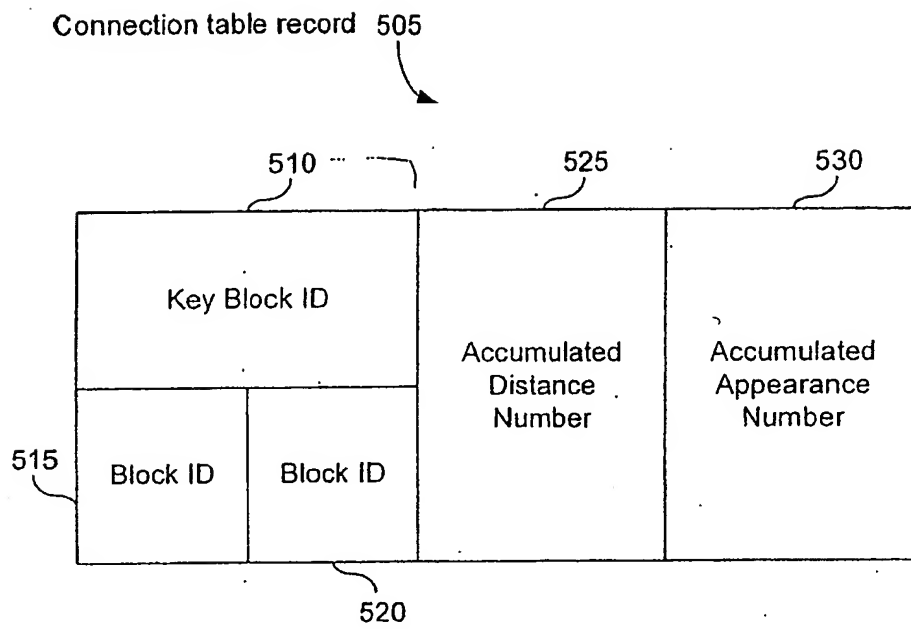 Connection table record 505
510
525
530
Key Block ID
Accumulated
Distance
Number
Accumulated
Appearance
Number
515
Block ID
Block ID
520